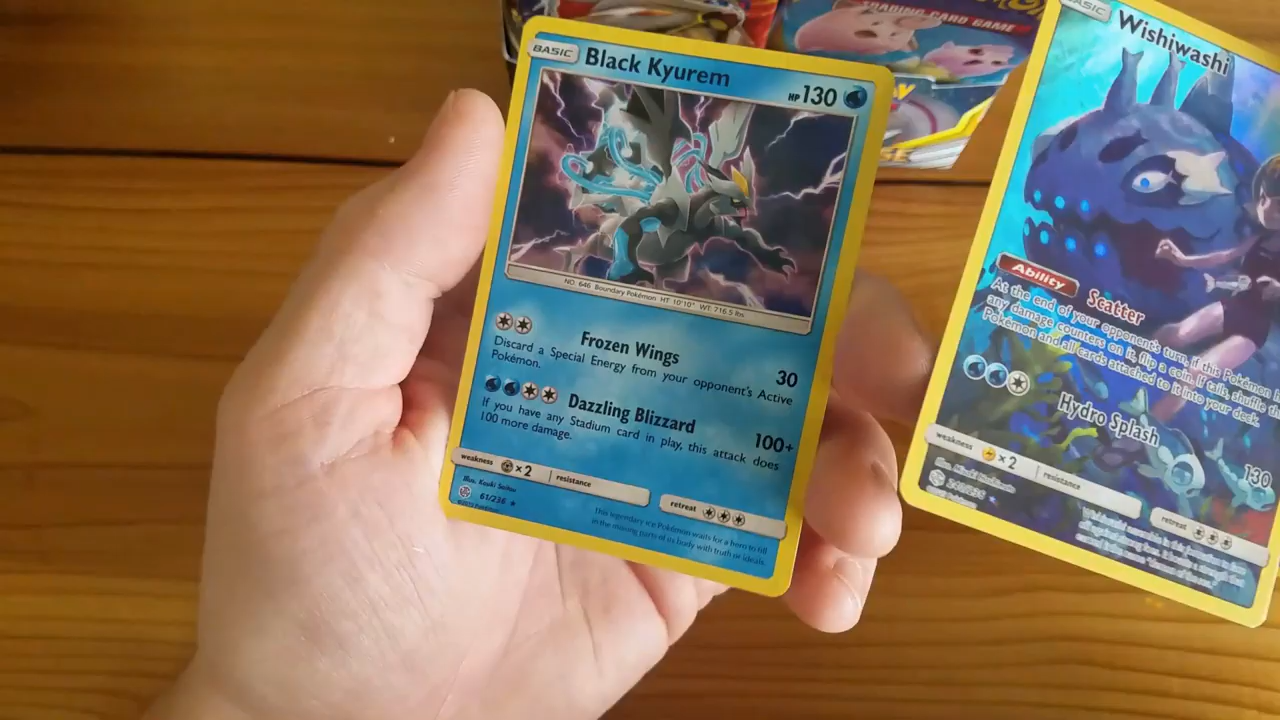 TRADING CARD GAME
BASIC
Black Kyurem
HP 130
NO. 646 Boundary Pokémon HT: 10'10" WT: 716.5 lbs
Frozen Wings
30
Discard a Special Energy from your opponent's Active
Pokémon.
Dazzling Blizzard
100+
If you have any Stadium card in play, this attack does
100 more damage.
weakness
x2
resistance
retreat
Illus. Kouki Saitou
61/236
This legendary ice Pokémon waits for a hero to fill
in the missing parts of its body with truth or ideals.
BASIC
Wishiwashi
Ability
Scatter
At the end of your opponent's turn, if this Pokémon
any damage counters on it, flip a coin. If tails, shuffle
Pokémon and all cards attached to it into your deck.
Hydro Splash
130
weakness
x2
resistance
retreat